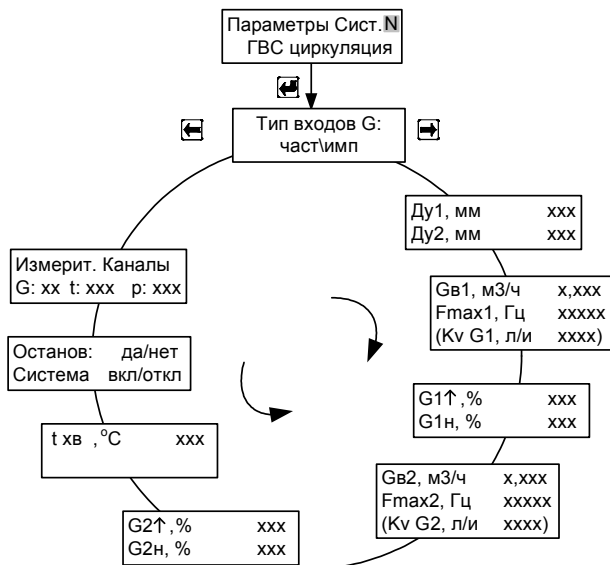 Параметры Сист.N
ГВС циркуляция
Тип входов G:
част\имп
Ду1, мм xxx
Ду2, мм xxx
Gв1, м3/ч x,xxx
Fmax1, Гц xxxxx
(Kv G1, л/и xxxx)
G1↑,% xxx
G1н, % xxx
Gв2, м3/ч x,xxx
Fmax2, Гц xxxxx
(Kv G2, л/и xxxx)
G2↑,% xxx
G2н, % xxx
t хв ,°C xxx
Останов: да/нет
Система вкл/откл
Измерит. Каналы
G: xx t: xxx p: xxx